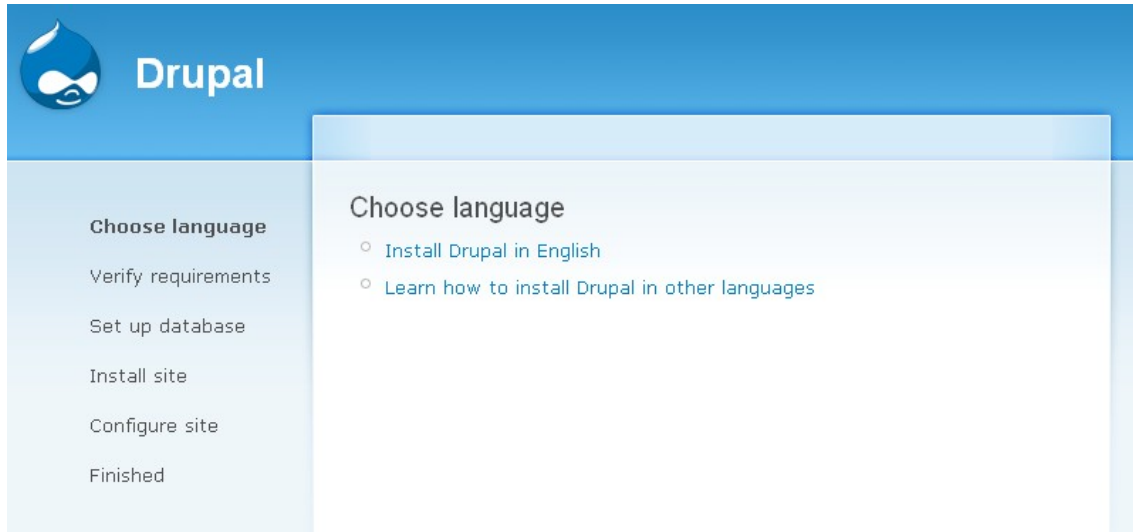 Drupal
Choose language
Verify requirements
Set up database
Install site
Configure site
Finished
Choose language
Install Drupal in English
Learn how to install Drupal in other languages